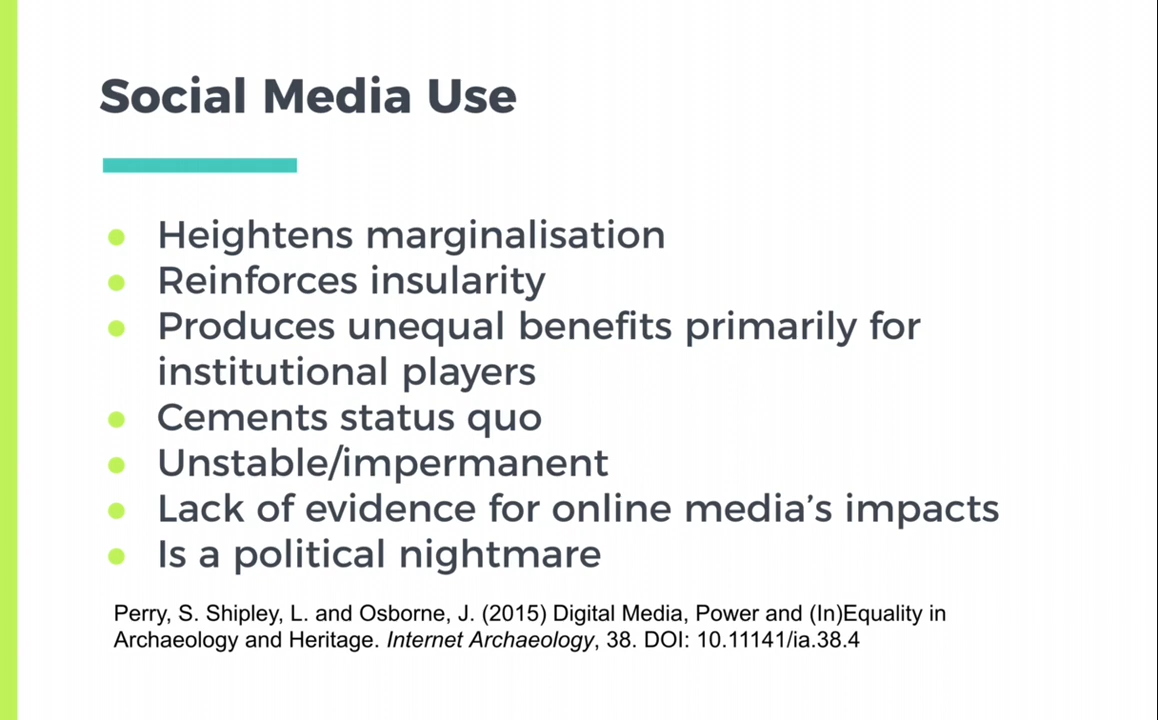 Social Media Use
● Heightens marginalisation
● Reinforces insularity
● Produces unequal benefits primarily for
institutional players
● Cements status quo
● Unstable/impermanent
● Lack of evidence for online media’s impacts
● Is a political nightmare
Perry, S. Shipley, L. and Osborne, J. (2015) Digital Media, Power and (In)Equality in
Archaeology and Heritage. Internet Archaeology, 38. DOI: 10.11141/ia.38.4